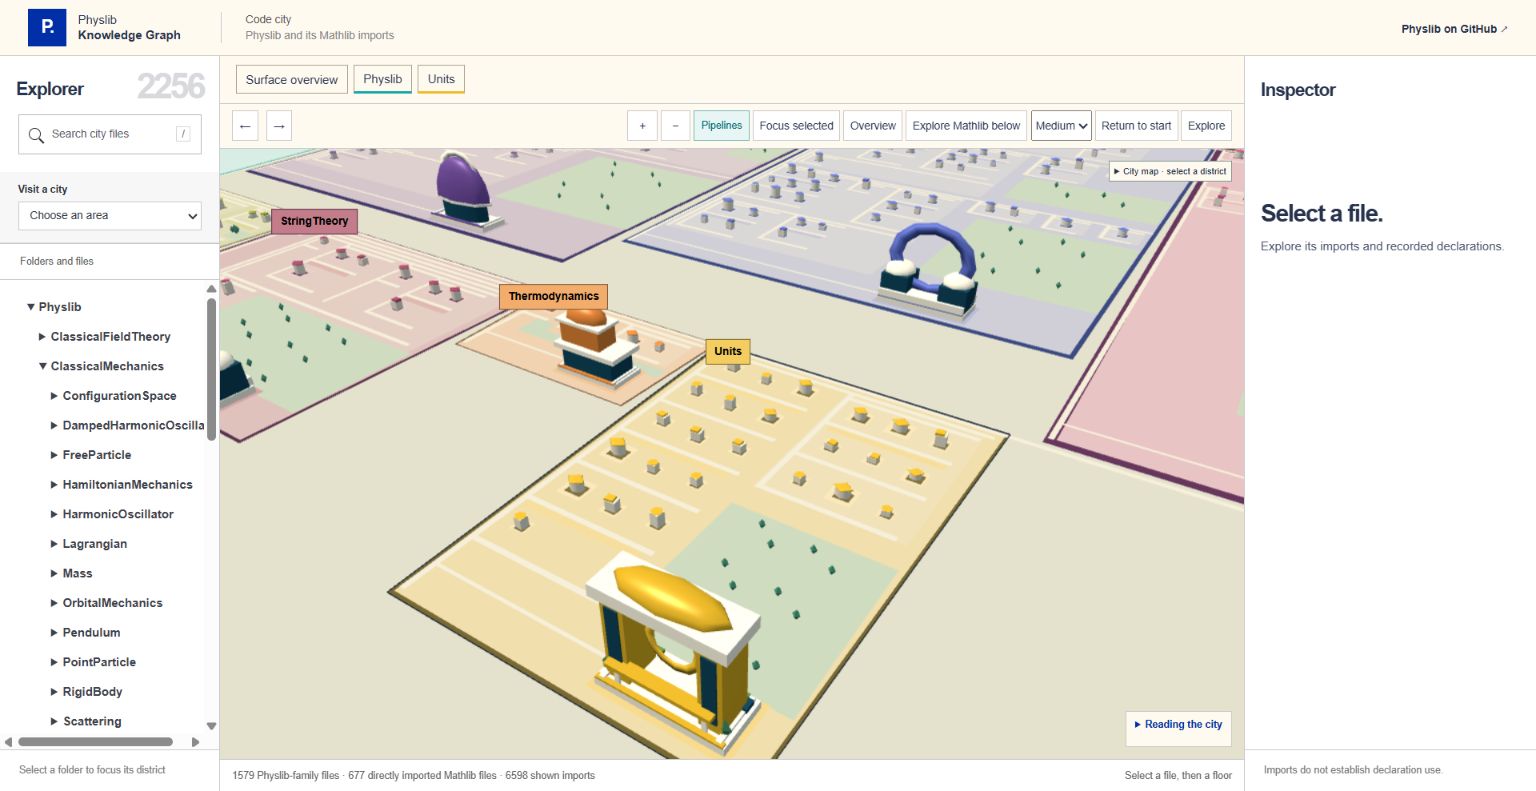 P.
Physlib
Knowledge Graph
Code city
Physlib and its Mathlib imports
Physlib on GitHub ↗
Explorer
2256
Search city files
/
Visit a city
Choose an area
Folders and files
Physlib
ClassicalFieldTheory
ClassicalMechanics
ConfigurationSpace
DampedHarmonicOscilla
FreeParticle
HamiltonianMechanics
HarmonicOscillator
Lagrangian
Mass
OrbitalMechanics
Pendulum
PointParticle
RigidBody
Scattering
Select a folder to focus its district
Surface overview
Physlib
Units
← → + − Pipelines Focus selected Overview Explore Mathlib below Medium Return to start Explore
City map · select a district
StringTheory
Thermodynamics
Units
Reading the city
1579 Physlib-family files · 677 directly imported Mathlib files · 6598 shown imports
Select a file, then a floor
Inspector
Select a file.
Explore its imports and recorded declarations.
Imports do not establish declaration use.